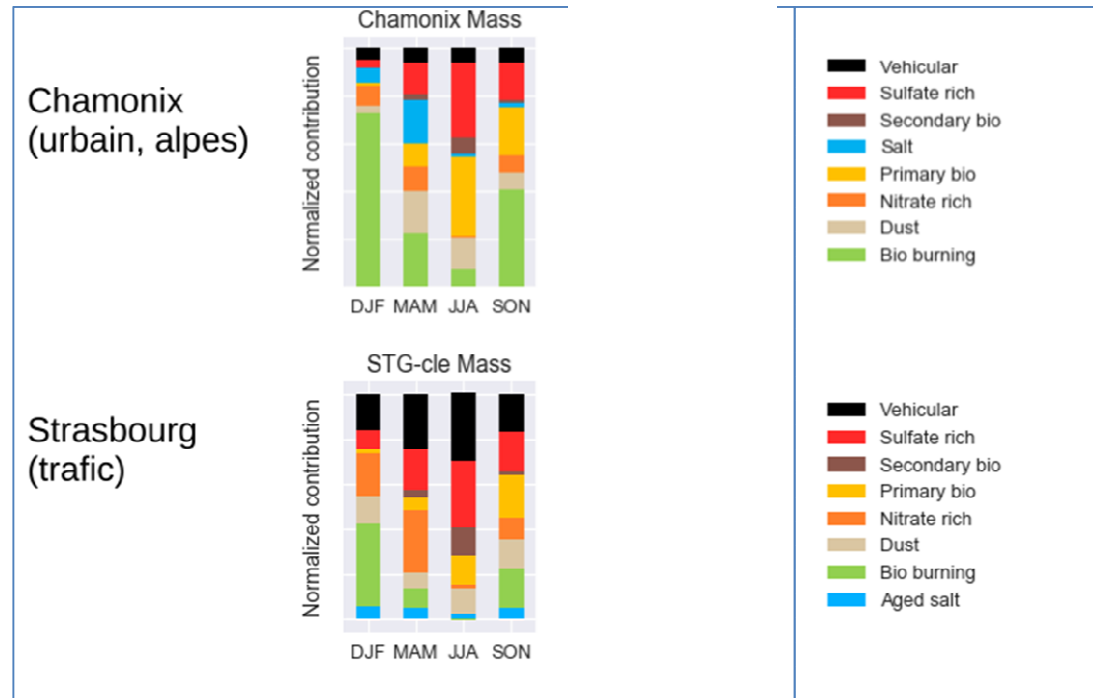 Chamonix Mass
Chamonix
(urbain, alpes)
Normalized contribution
DJF MAM JJA SON
Vehicular
Sulfate rich
Secondary bio
Salt
Primary bio
Nitrate rich
Dust
Bio burning
STG-cle Mass
Strasbourg
(trafic)
Normalized contribution
DJF MAM JJA SON
Vehicular
Sulfate rich
Secondary bio
Primary bio
Nitrate rich
Dust
Bio burning
Aged salt